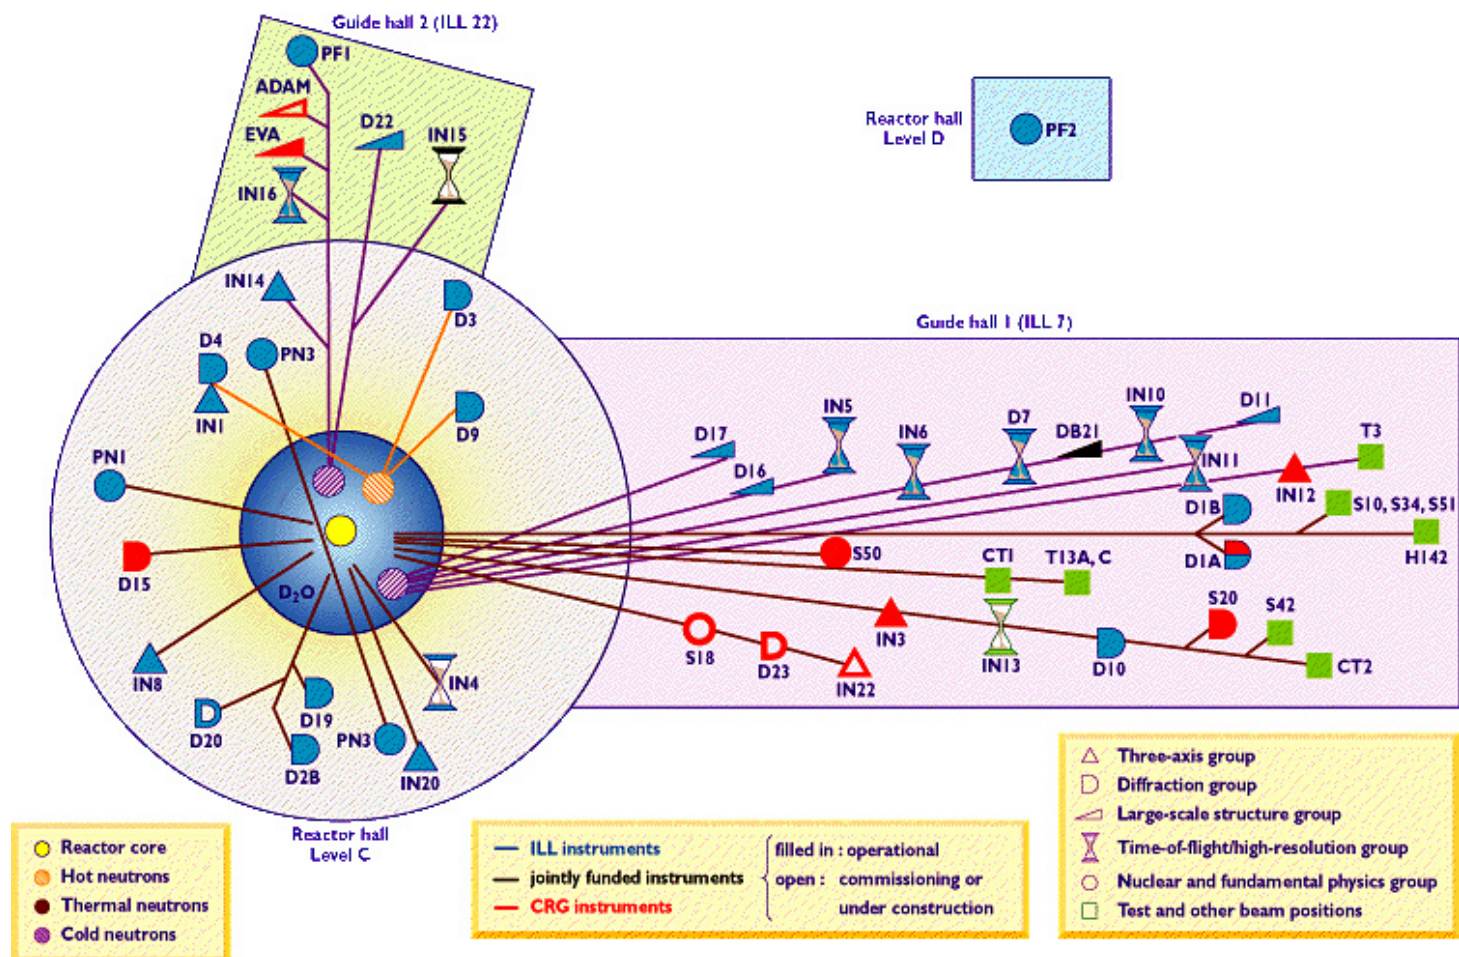 Guide hall 2 (ILL 22)
PF1
ADAM
EVA
D22
IN15
IN16
Reactor hall
Level D
PF2
IN14
D3
D4
PN3
IN1
D9
PN1
D15
D₂O
IN8
D20
D19
D2B
PN3
IN20
IN4
Reactor hall
Level C
Guide hall 1 (ILL 7)
D17
D16
IN5
IN6
D7
DB21
IN10
D11
IN11
T3
IN12
D1B
S10, S34, S51
D1A
H142
S50
CT1
T13A, C
IN3
IN13
S20
S42
D10
CT2
S18
D23
IN22
Reactor core
Hot neutrons
Thermal neutrons
Cold neutrons
ILL instruments
jointly funded instruments
CRG instruments
filled in : operational
open : commissioning or
under construction
Three-axis group
Diffraction group
Large-scale structure group
Time-of-flight/high-resolution group
Nuclear and fundamental physics group
Test and other beam positions